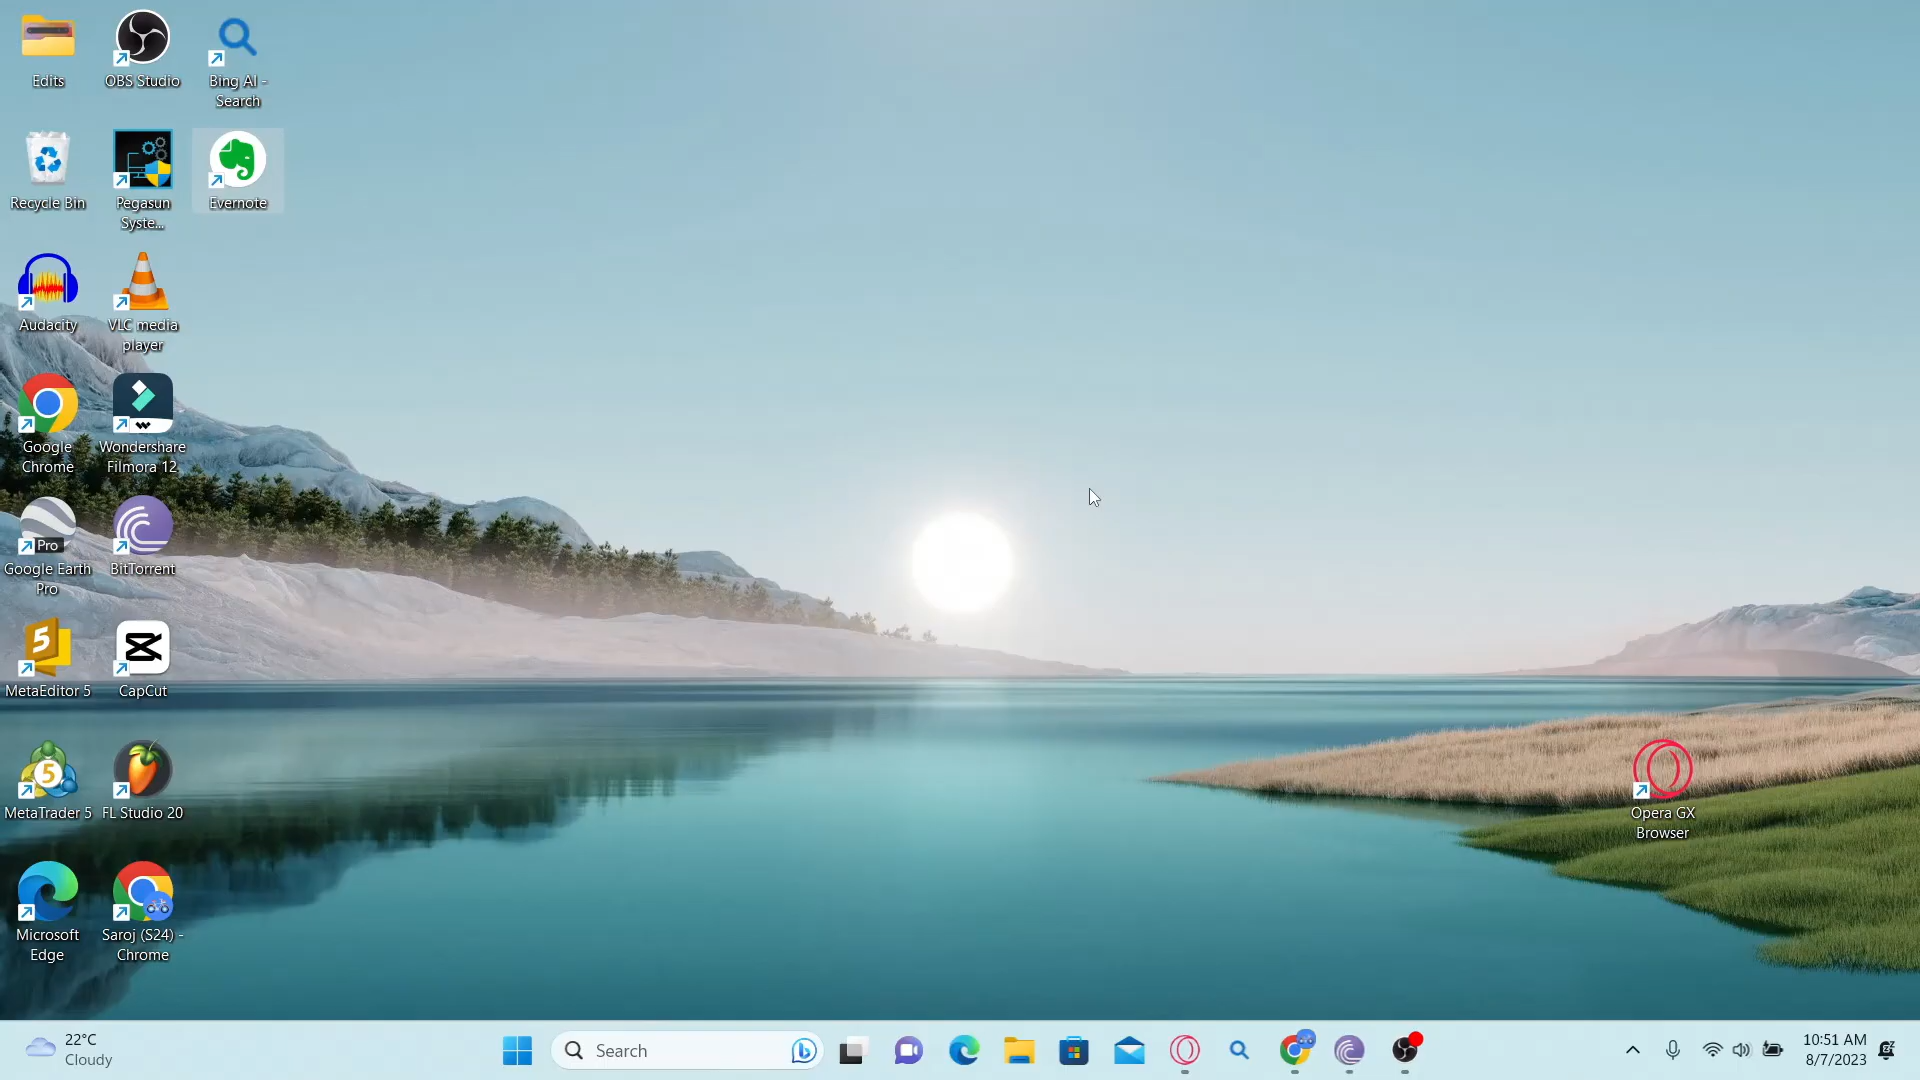 Edits
OBS Studio
Bing AI -
Search
Recycle Bin
Pegasun
Syste...
Evernote
Audacity
VLC media
player
Google
Chrome
Wondershare
Filmora 12
Pro
Google Earth
Pro
BitTorrent
5
MetaEditor 5
CapCut
5
MetaTrader 5
FL Studio 20
Microsoft
Edge
Saroj (S24) -
Chrome
Opera GX
Browser
22°C
Cloudy
Search
10:51 AM
8/7/2023